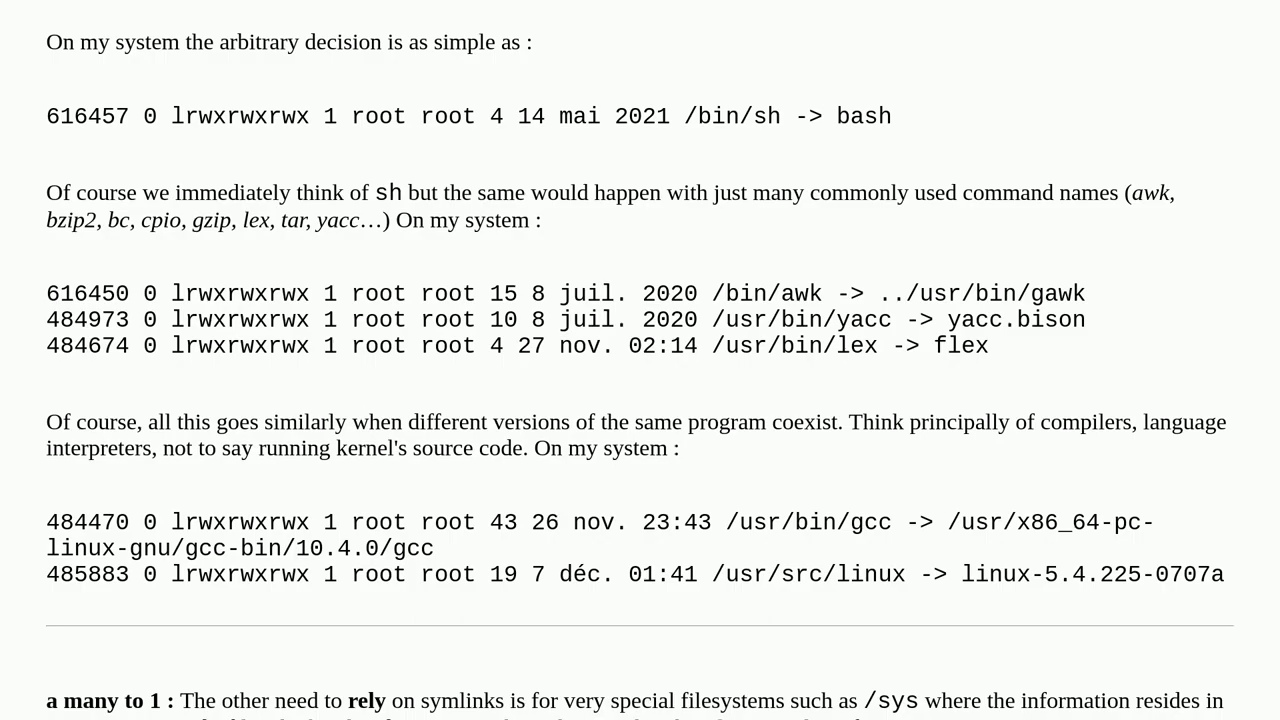 On my system the arbitrary decision is as simple as :
616457 0 lrwxrwxrwx 1 root root 4 14 mai 2021 /bin/sh -> bash
Of course we immediately think of sh but the same would happen with just many commonly used command names (awk,
bzip2, bc, cpio, gzip, lex, tar, yacc…) On my system :
616450 0 lrwxrwxrwx 1 root root 15 8 juil. 2020 /bin/awk -> ../usr/bin/gawk
484973 0 lrwxrwxrwx 1 root root 10 8 juil. 2020 /usr/bin/yacc -> yacc.bison
484674 0 lrwxrwxrwx 1 root root 4 27 nov. 02:14 /usr/bin/lex -> flex
Of course, all this goes similarly when different versions of the same program coexist. Think principally of compilers, language
interpreters, not to say running kernel's source code. On my system :
484470 0 lrwxrwxrwx 1 root root 43 26 nov. 23:43 /usr/bin/gcc -> /usr/x86_64-pc-
linux-gnu/gcc-bin/10.4.0/gcc
485883 0 lrwxrwxrwx 1 root root 19 7 déc. 01:41 /usr/src/linux -> linux-5.4.225-0707a
a many to 1 : The other need to rely on symlinks is for very special filesystems such as /sys where the information resides in